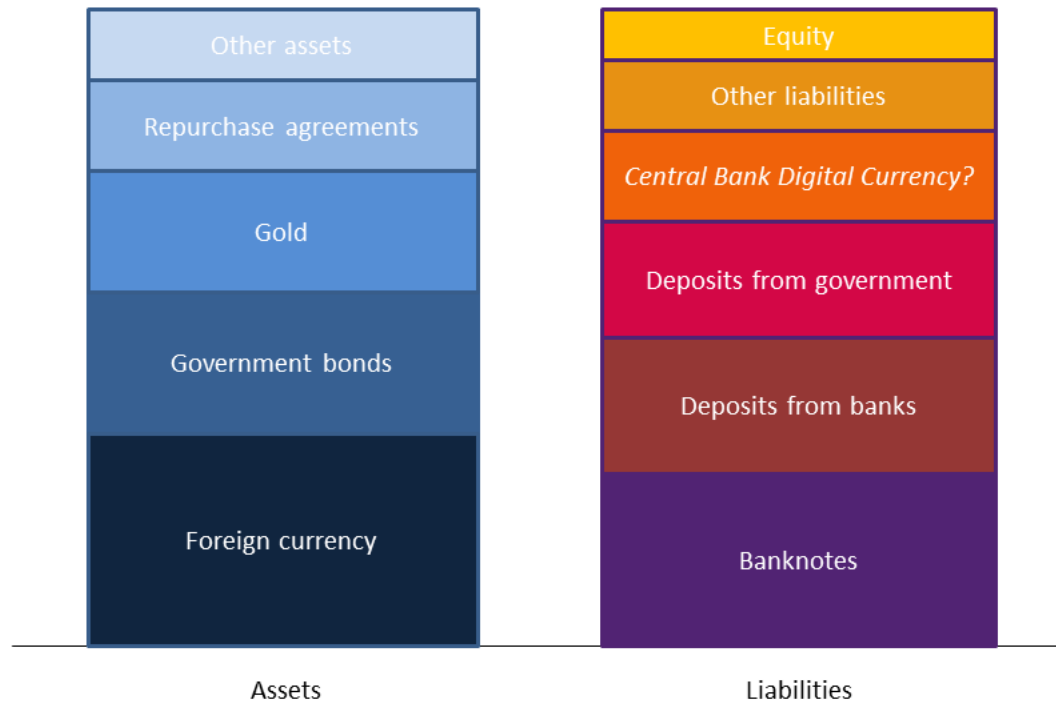 Other assets
Repurchase agreements
Gold
Government bonds
Foreign currency
Assets
Equity
Other liabilities
Central Bank Digital Currency?
Deposits from government
Deposits from banks
Banknotes
Liabilities